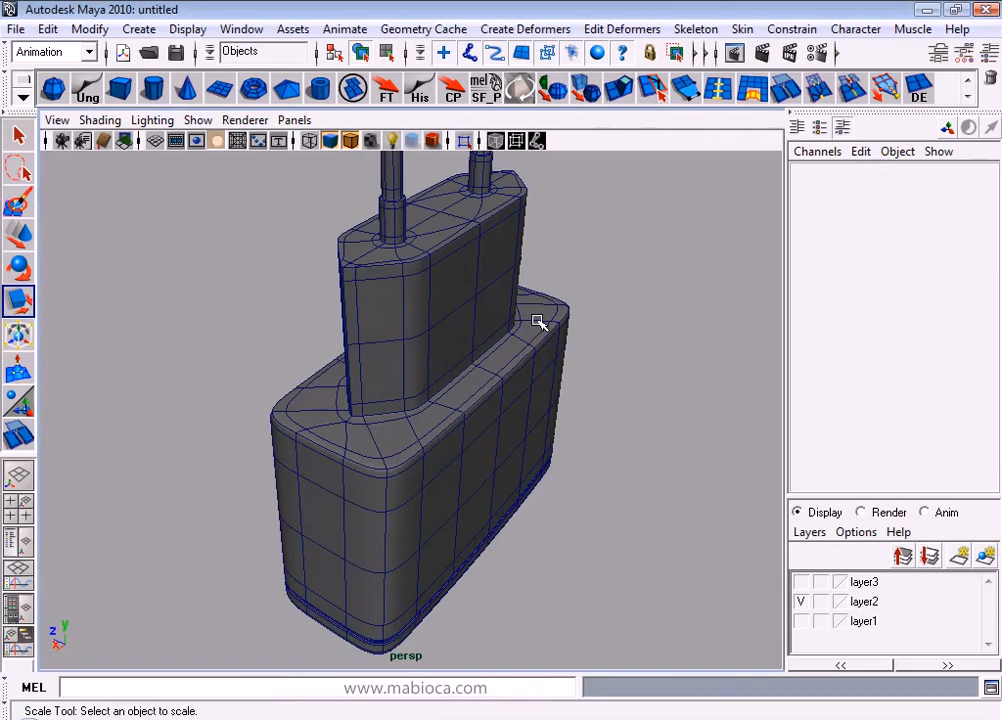 Autodesk Maya 2010: untitled
File Edit Modify Create Display Window Assets Animate Geometry Cache Create Deformers Edit Deformers Skeleton Skin Constrain Character Muscle Help
Animation Objects
Ung FT His CP mel SF_P DE
View Shading Lighting Show Renderer Panels
Channels Edit Object Show
Display Render Anim
Layers Options Help
layer3
V layer2
layer1
z y x
persp
<< >>
MEL www.mabioca.com
Scale Tool: Select an object to scale.